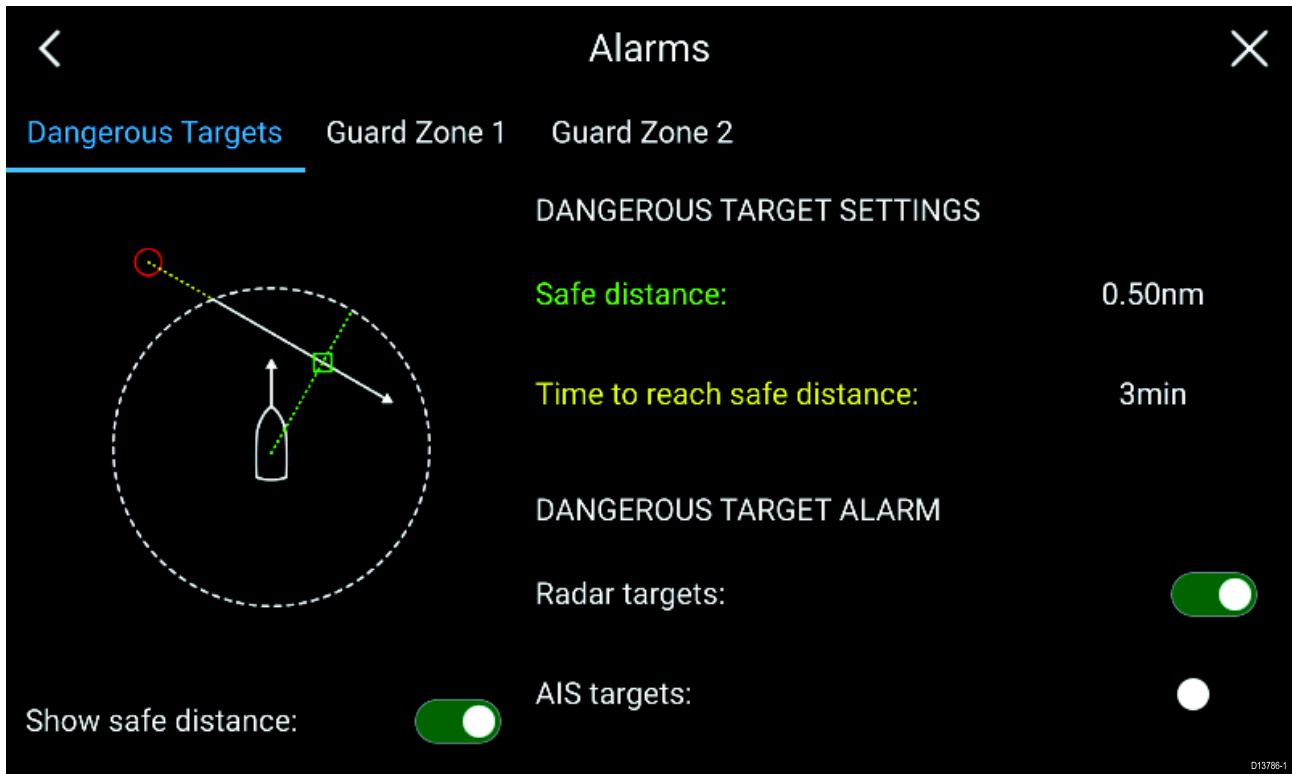 Alarms
Dangerous Targets
Guard Zone 1
Guard Zone 2
DANGEROUS TARGET SETTINGS
Safe distance: 0.50nm
Time to reach safe distance: 3min
DANGEROUS TARGET ALARM
Radar targets:
AIS targets:
Show safe distance:
D13786-1